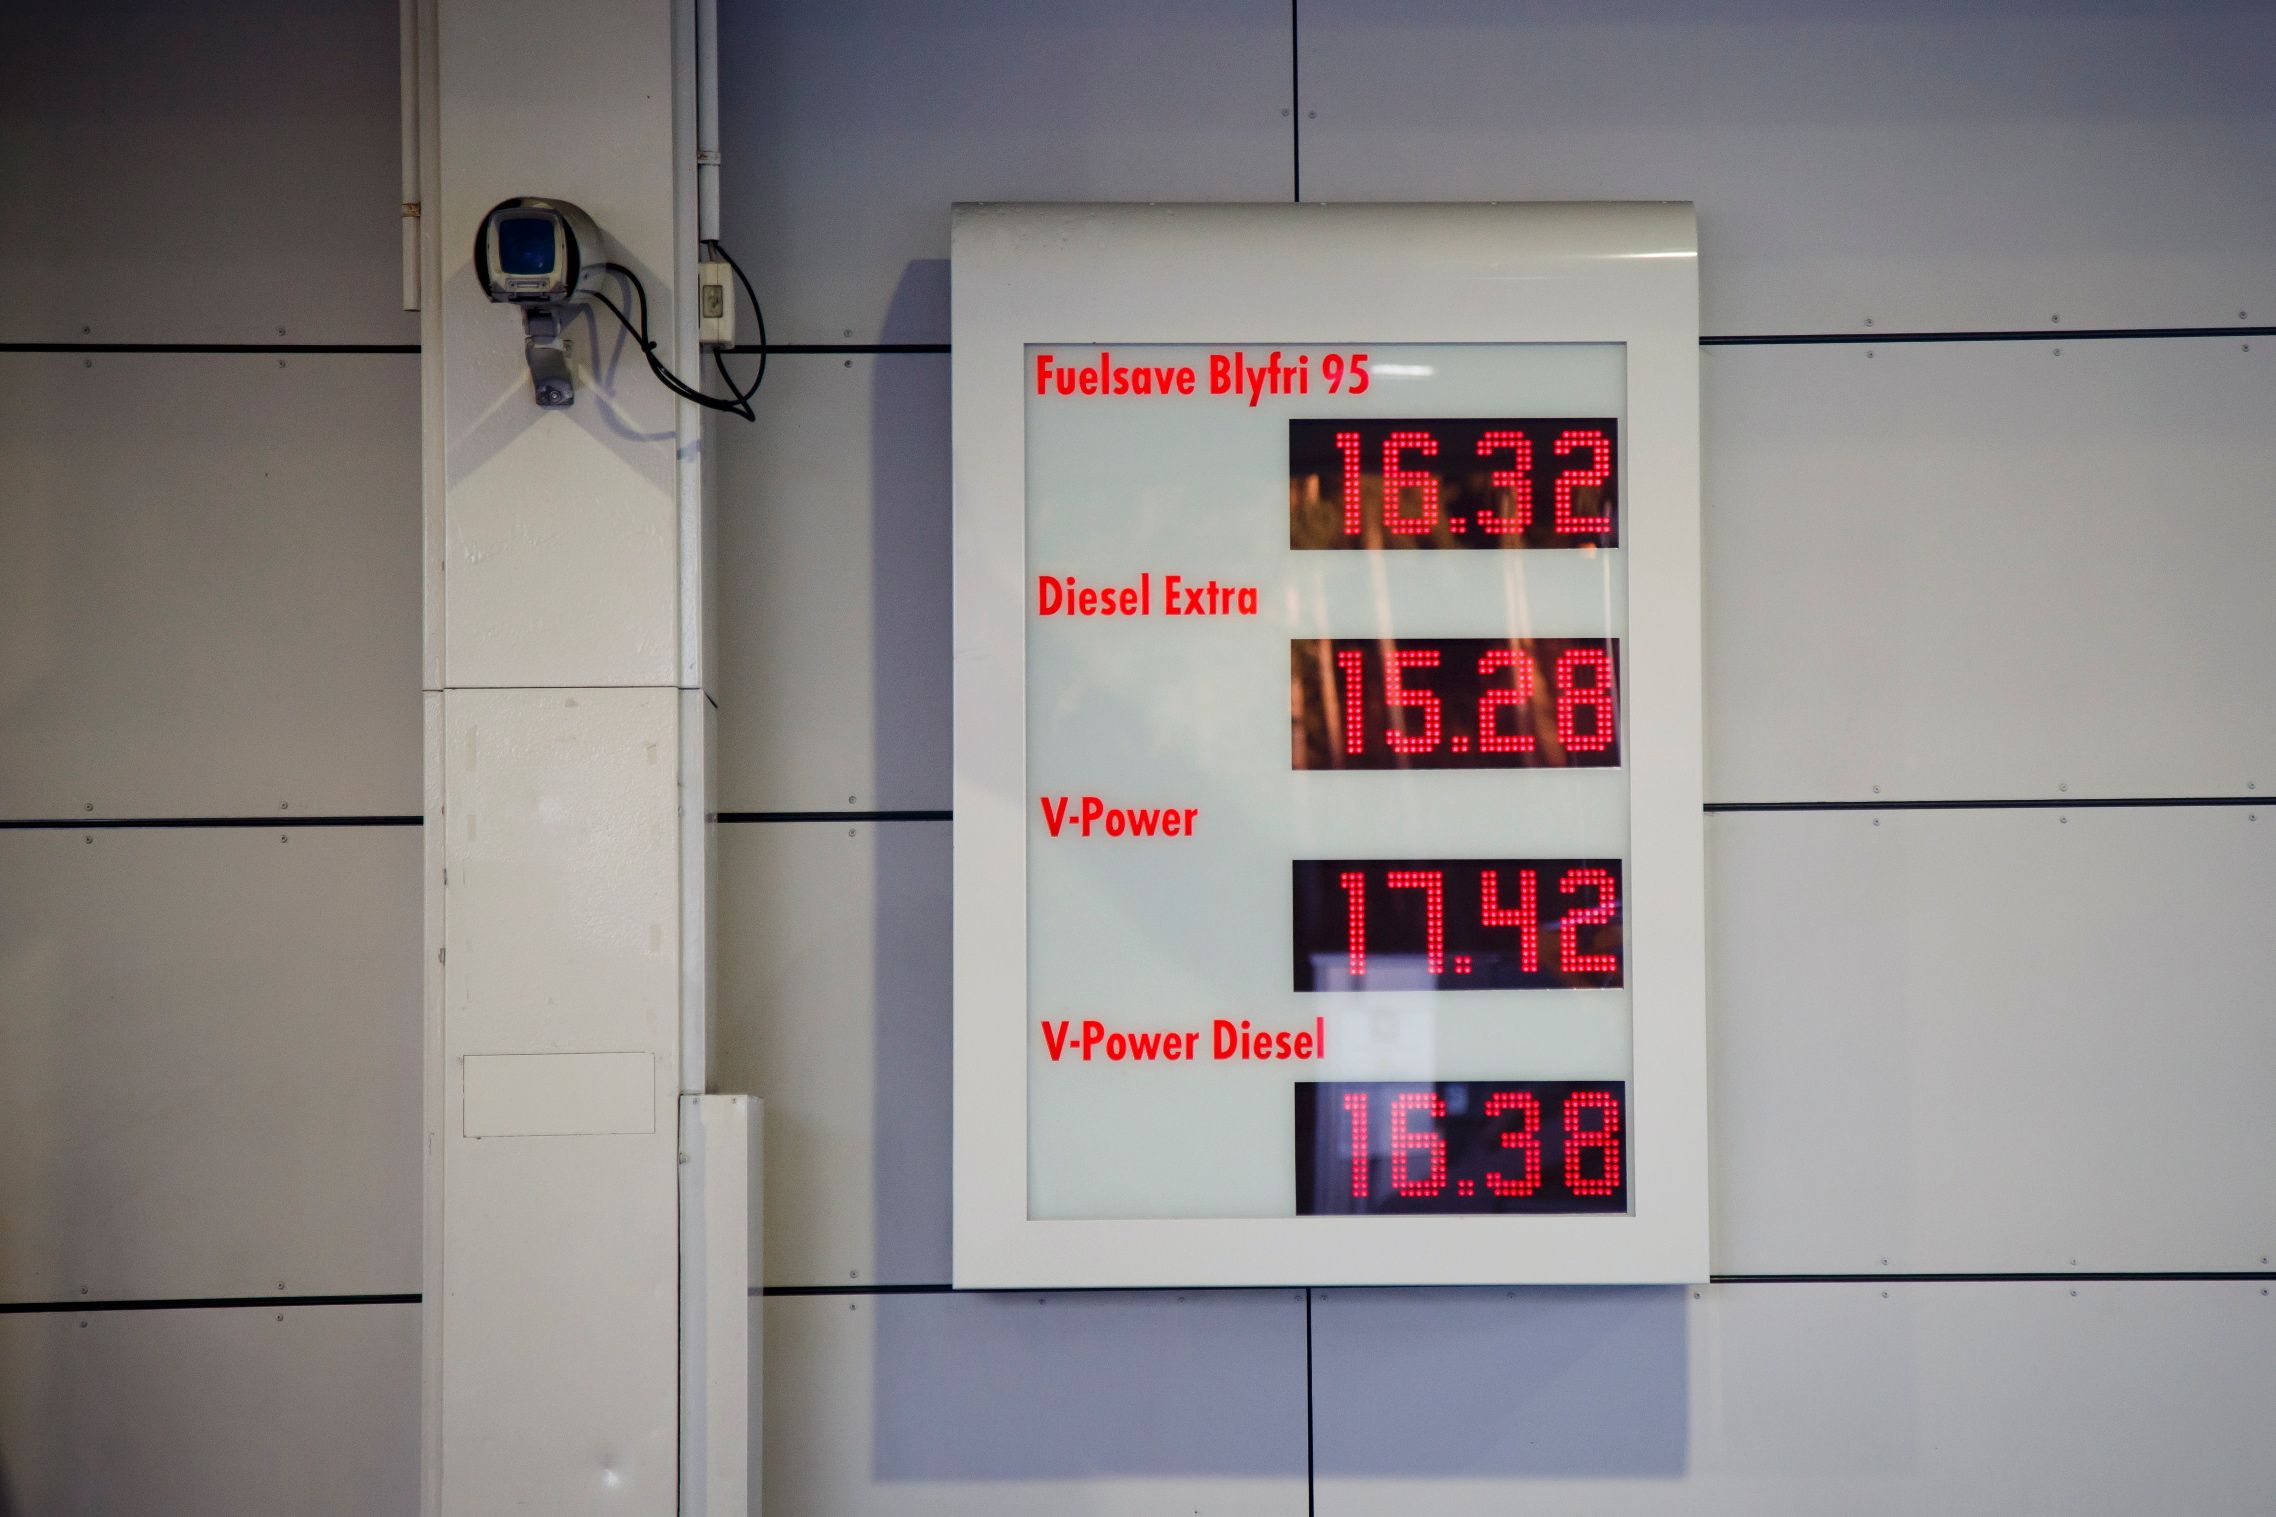 Fuelsave Blyfri 95
16.32
Diesel Extra
15.28
V-Power
17.42
V-Power Diesel
16.38